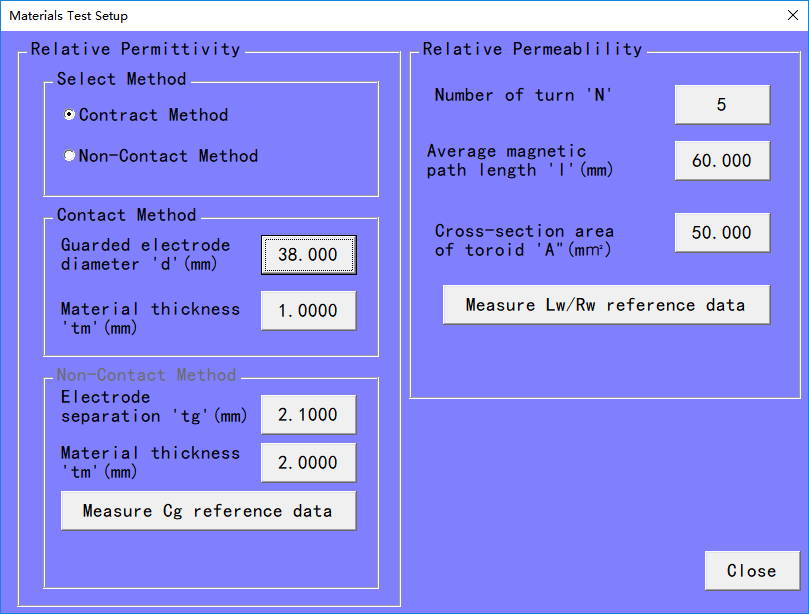 Materials Test Setup
Relative Permittivity
Select Method
Contract Method
Non-Contact Method
Contact Method
Guarded electrode
diameter 'd'(mm)
38.000
Material thickness
'tm'(mm)
1.0000
Non-Contact Method
Electrode
separation 'tg'(mm)
2.1000
Material thickness
'tm'(mm)
2.0000
Measure Cg reference data
Relative Permeablility
Number of turn 'N'
5
Average magnetic
path length 'l'(mm)
60.000
Cross-section area
of toroid 'A"(m㎡)
50.000
Measure Lw/Rw reference data
Close